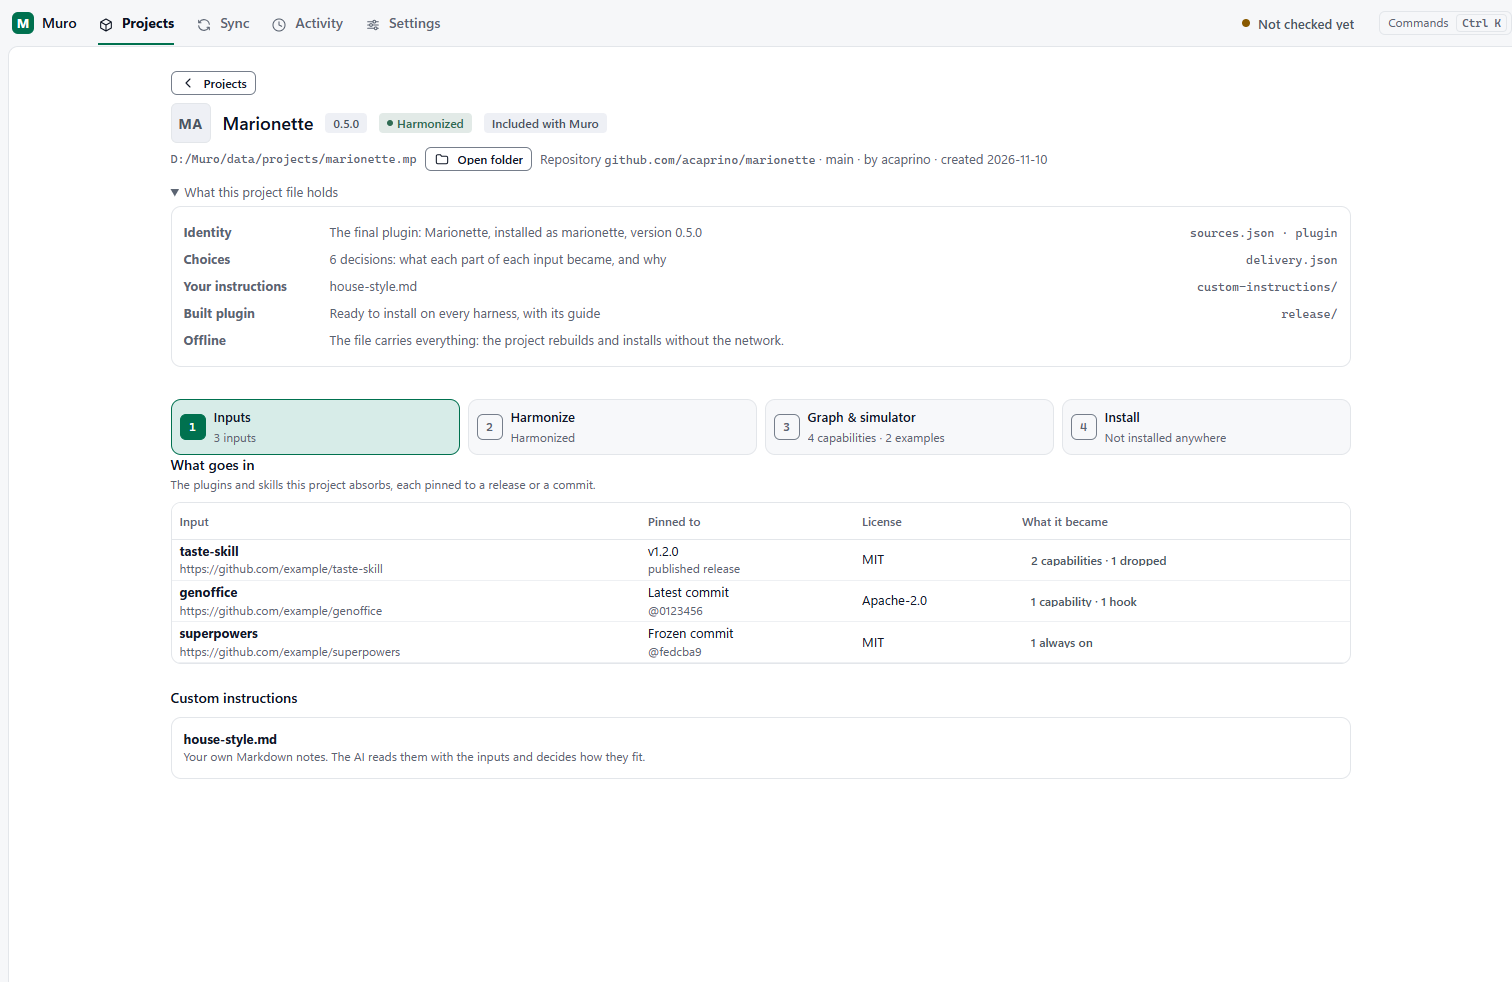 M Muro Projects Sync Activity Settings Not checked yet Commands Ctrl K
Projects
MA Marionette 0.5.0 Harmonized Included with Muro
D:/Muro/data/projects/marionette.mp Open folder Repository github.com/acaprino/marionette · main · by acaprino · created 2026-11-10
What this project file holds
Identity The final plugin: Marionette, installed as marionette, version 0.5.0 sources.json · plugin
Choices 6 decisions: what each part of each input became, and why delivery.json
Your instructions house-style.md custom-instructions/
Built plugin Ready to install on every harness, with its guide release/
Offline The file carries everything: the project rebuilds and installs without the network.
1 Inputs 3 inputs
2 Harmonize Harmonized
3 Graph & simulator 4 capabilities · 2 examples
4 Install Not installed anywhere
What goes in
The plugins and skills this project absorbs, each pinned to a release or a commit.
Input Pinned to License What it became
taste-skill v1.2.0 MIT 2 capabilities · 1 dropped
https://github.com/example/taste-skill published release
genoffice Latest commit Apache-2.0 1 capability · 1 hook
https://github.com/example/genoffice @0123456
superpowers Frozen commit MIT 1 always on
https://github.com/example/superpowers @fedcba9
Custom instructions
house-style.md
Your own Markdown notes. The AI reads them with the inputs and decides how they fit.